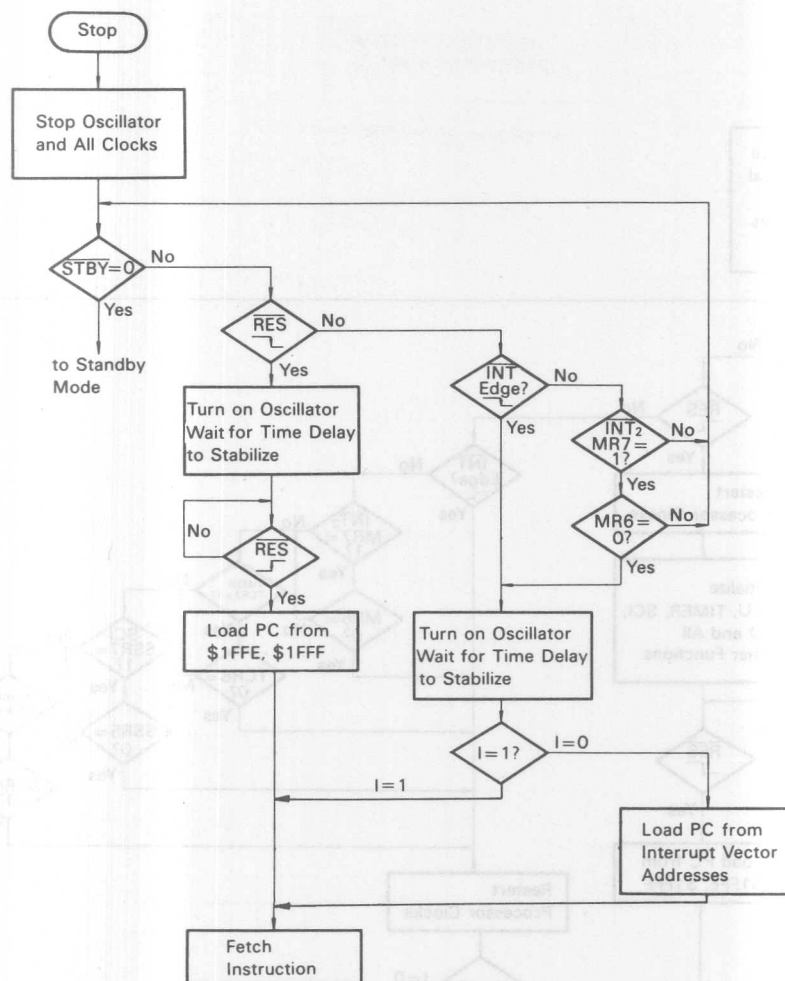 Stop
Stop Oscillator
and All Clocks
STBY=0
No
Yes
to Standby
Mode
RES
No
Yes
INT
Edge?
No
Yes
INT2
MR7=
1?
No
Yes
MR6=
0?
No
Yes
Turn on Oscillator
Wait for Time Delay
to Stabilize
No
RES
Yes
Load PC from
$1FFE, $1FFF
Turn on Oscillator
Wait for Time Delay
to Stabilize
I=1?
I=0
I=1
Load PC from
Interrupt Vector
Addresses
Fetch
Instruction